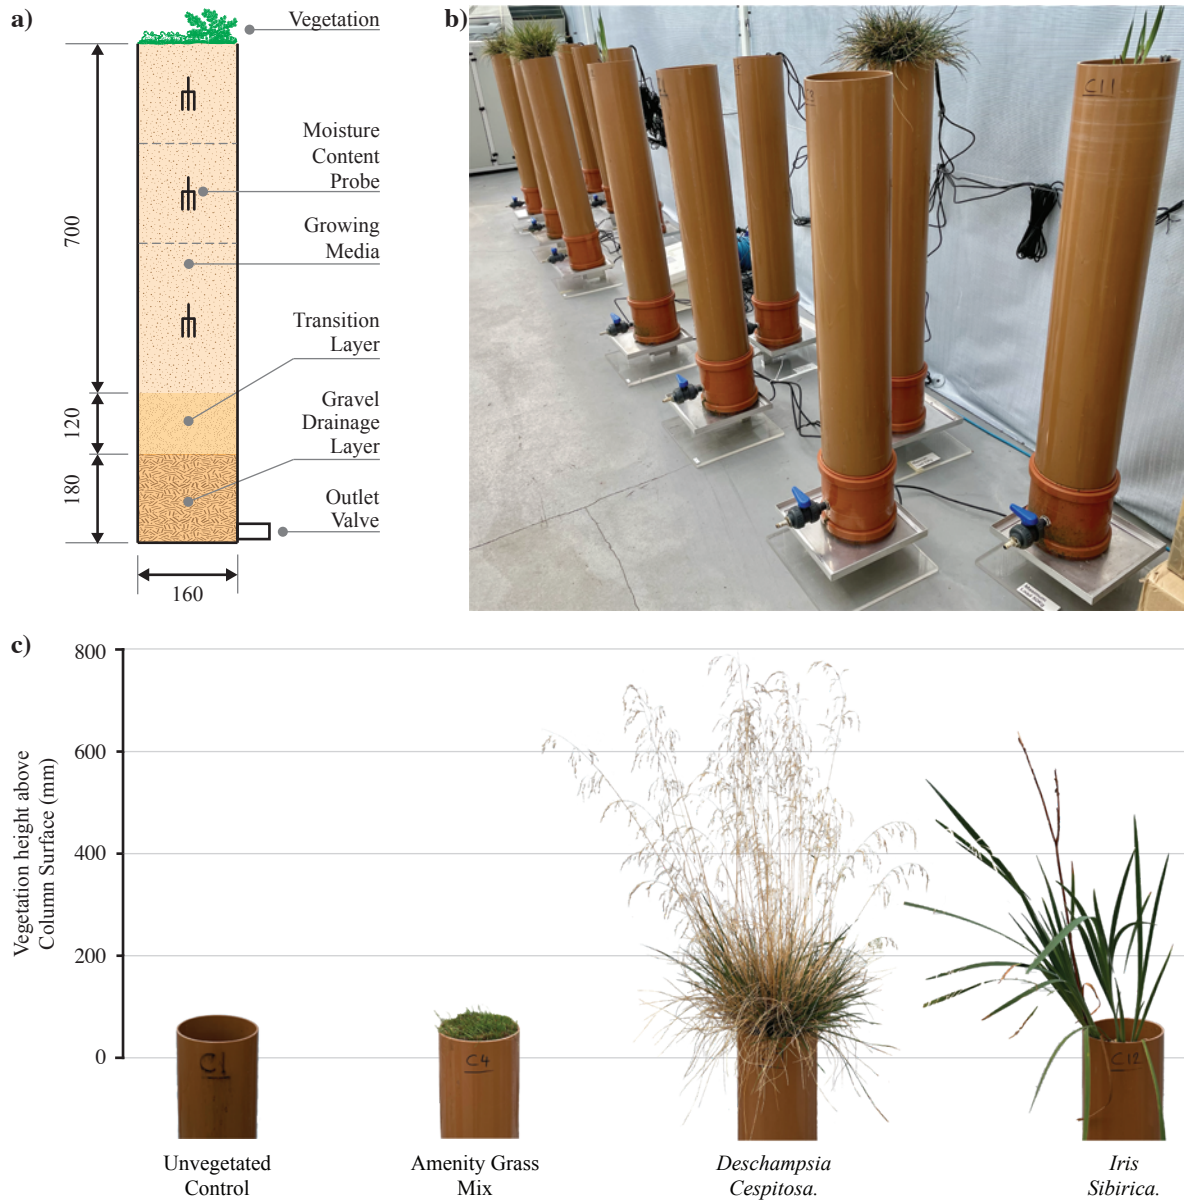 a)
Vegetation
Moisture
Content
Probe
Growing
Media
Transition
Layer
Gravel
Drainage
Layer
Outlet
Valve
700
120
180
160
b)
C11
c)
Vegetation height above
Column Surface (mm)
800
600
400
200
0
C1
C4
C12
Unvegetated
Control
Amenity Grass
Mix
Deschampsia
Cespitosa.
Iris
Sibirica.